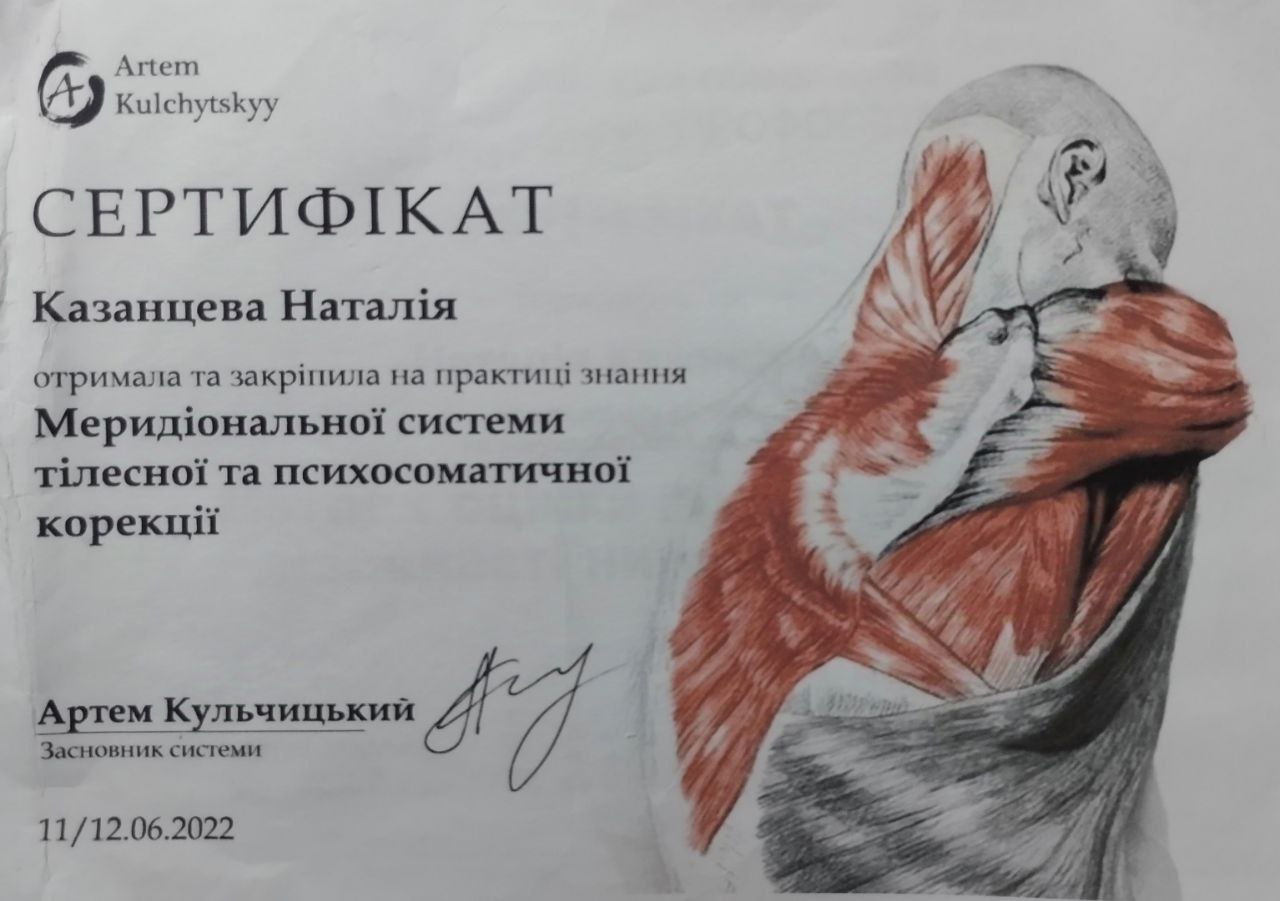 Artem
Kulchytskyy
СЕРТИФІКАТ
Казанцева Наталія
отримала та закріпила на практиці знання
Меридіональної системи
тілесної та психосоматичної
корекції
Артем Кульчицький
Засновник системи
11/12.06.2022